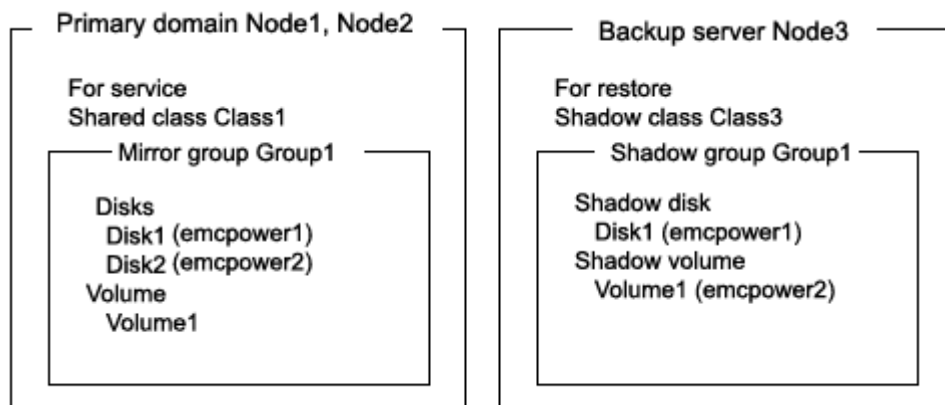 Primary domain Node1, Node2
For service
Shared class Class1
Mirror group Group1
Disks
Disk1 (emcpower1)
Disk2 (emcpower2)
Volume
Volume1
Backup server Node3
For restore
Shadow class Class3
Shadow group Group1
Shadow disk
Disk1 (emcpower1)
Shadow volume
Volume1 (emcpower2)